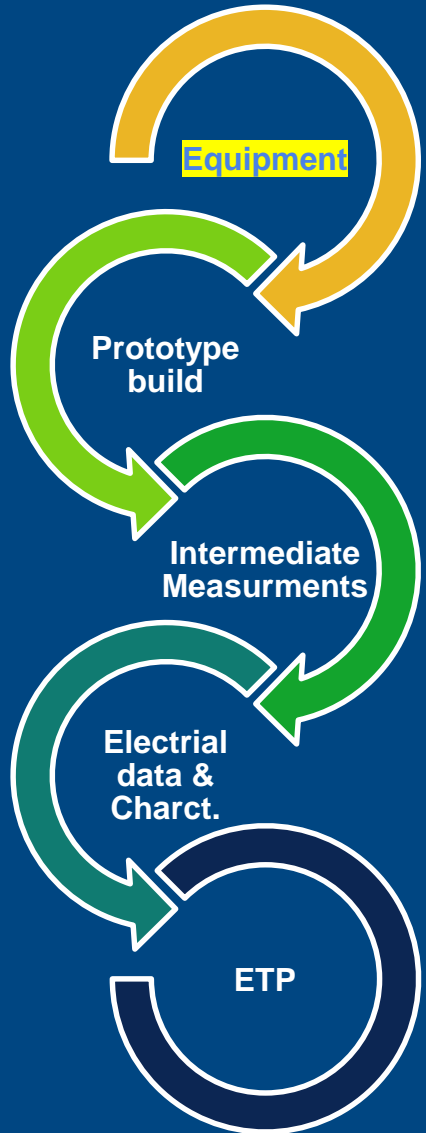 Equipment
Prototype
build
Intermediate
Measurments
Electrial
data &
Charct.
ETP